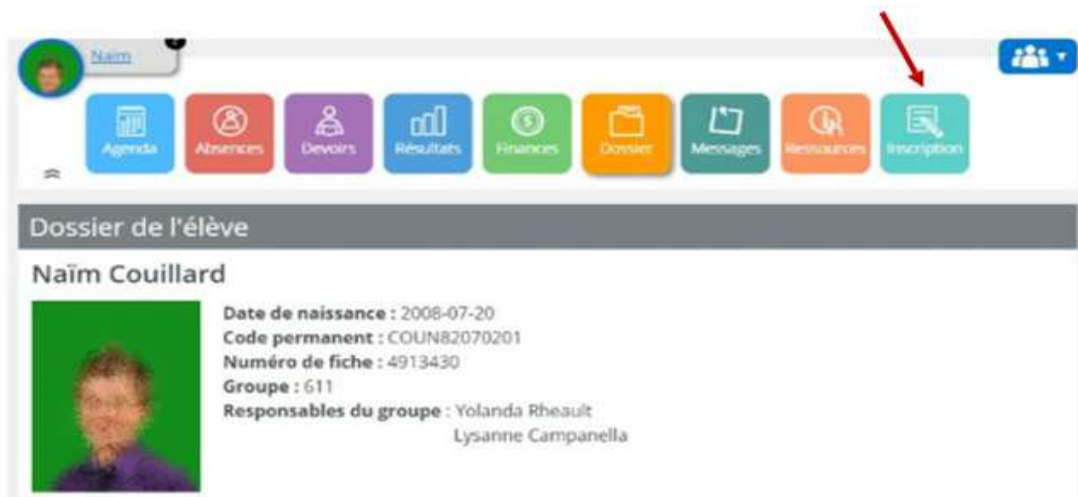 Naïm
Agenda
Absences
Devoirs
Résultats
Finances
Dossier
Messages
Ressources
Inscription
Dossier de l'élève
Naïm Couillard
Date de naissance : 2008-07-20
Code permanent : COUN82070201
Numéro de fiche : 4913430
Groupe : 611
Responsables du groupe : Yolanda Rheault
Lysanne Campanella